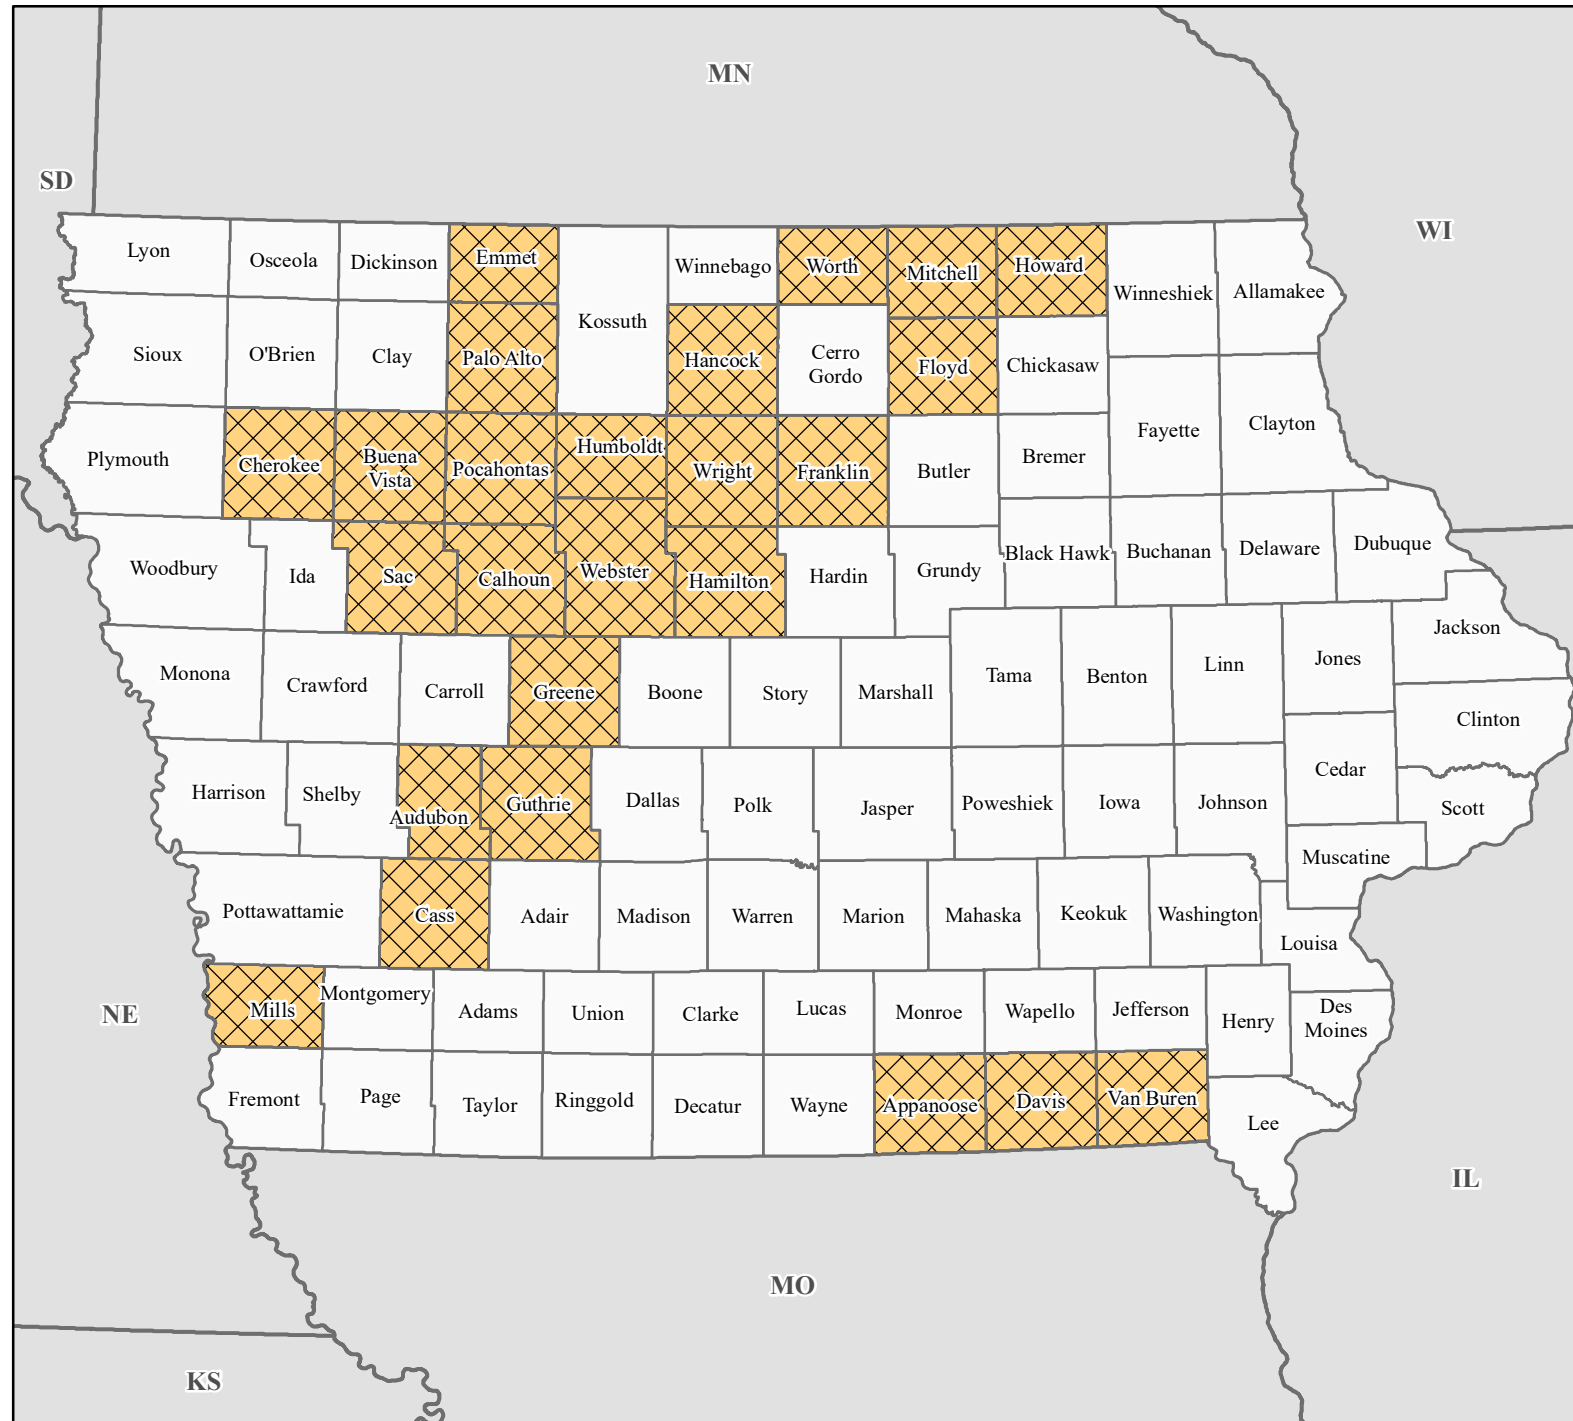 MN
SD
WI
Lyon
Osceola
Dickinson
Emmet
Kossuth
Winnebago
Worth
Mitchell
Howard
Winneshiek
Allamakee
Sioux
O'Brien
Clay
Palo Alto
Hancock
Cerro
Gordo
Floyd
Chickasaw
Plymouth
Cherokee
Buena
Vista
Pocahontas
Humboldt
Wright
Franklin
Butler
Bremer
Fayette
Clayton
Woodbury
Ida
Sac
Calhoun
Webster
Hamilton
Hardin
Grundy
Black Hawk
Buchanan
Delaware
Dubuque
Monona
Crawford
Carroll
Greene
Boone
Story
Marshall
Tama
Benton
Linn
Jones
Jackson
Clinton
Harrison
Shelby
Audubon
Guthrie
Dallas
Polk
Jasper
Poweshiek
Iowa
Johnson
Cedar
Scott
Muscatine
Pottawattamie
Cass
Adair
Madison
Warren
Marion
Mahaska
Keokuk
Washington
Louisa
NE
Mills
Montgomery
Adams
Union
Clarke
Lucas
Monroe
Wapello
Jefferson
Henry
Des
Moines
Fremont
Page
Taylor
Ringgold
Decatur
Wayne
Appanoose
Davis
Van Buren
Lee
IL
MO
KS